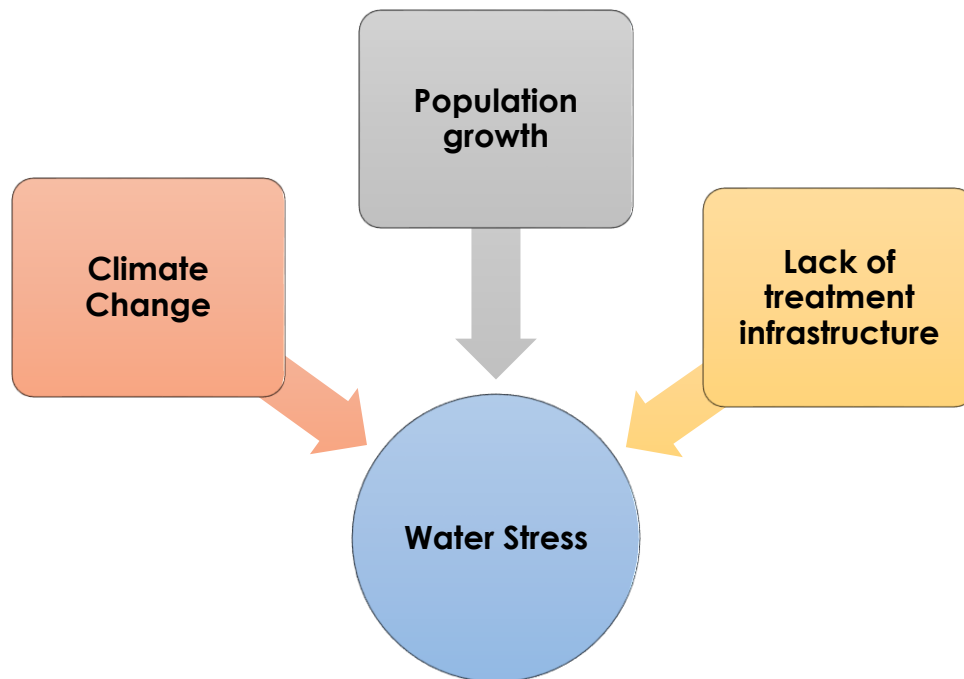 Population
growth
Climate
Change
Lack of
treatment
infrastructure
Water Stress